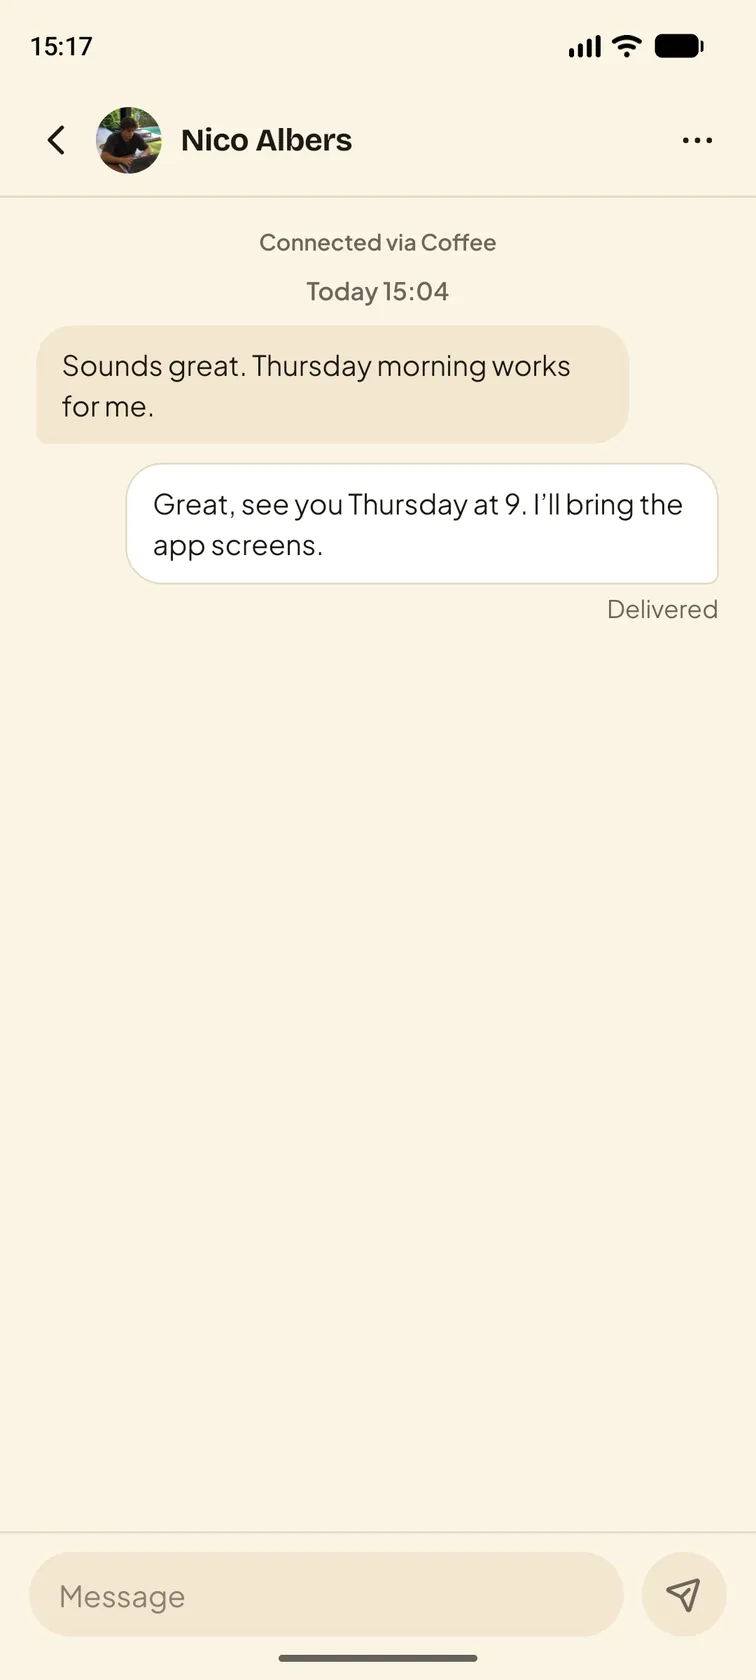 15:17
Nico Albers
Connected via Coffee
Today 15:04
Sounds great. Thursday morning works
for me.
Great, see you Thursday at 9. I’ll bring the
app screens.
Delivered
Message